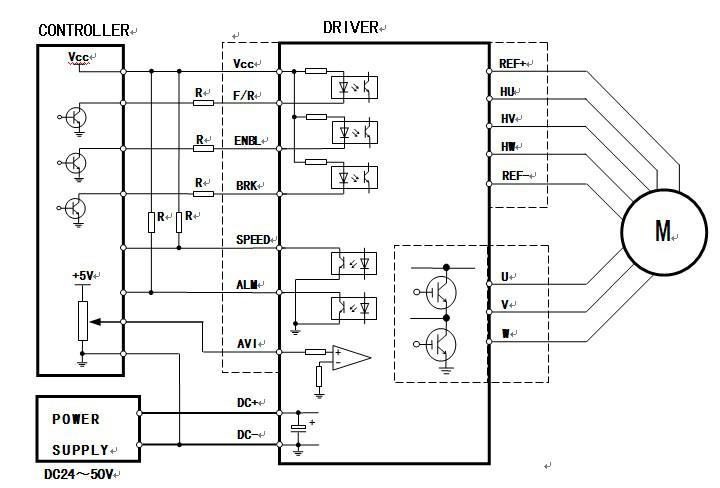 CONTROLLER
DRIVER
Vcc
Vcc
REF+
R
F/R
HU
R
ENBL
HV
HW
R
BRK
REF-
R
R
SPEED
M
+5V
ALM
U
V
AVI
W
+
-
DC+
+
POWER
SUPPLY
DC-
DC24～50V